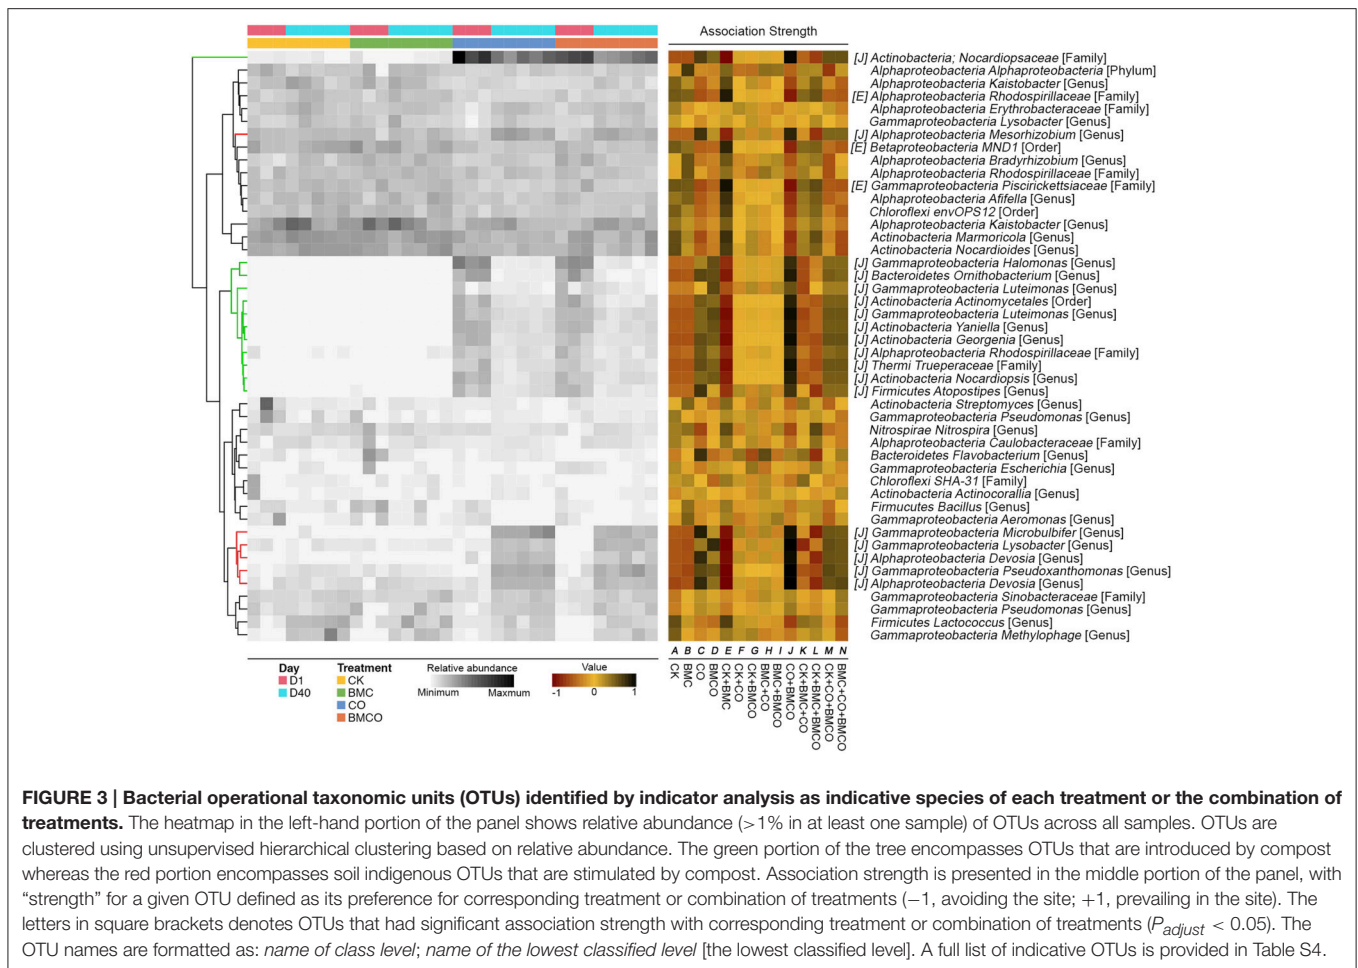 Association Strength
[J] Actinobacteria; Nocardiopsaceae [Family]
Alphaproteobacteria Alphaproteobacteria [Phylum]
Alphaproteobacteria Kaistobacter [Genus]
[E] Alphaproteobacteria Rhodospirillaceae [Family]
Alphaproteobacteria Erythrobacteraceae [Family]
Gammaproteobacteria Lysobacter [Genus]
[J] Alphaproteobacteria Mesorhizobium [Genus]
[E] Betaproteobacteria MND1 [Order]
Alphaproteobacteria Bradyrhizobium [Genus]
Alphaproteobacteria Rhodospirillaceae [Family]
[E] Gammaproteobacteria Piscirickettsiaceae [Family]
Alphaproteobacteria Afifella [Genus]
Chloroflexi envOPS12 [Order]
Alphaproteobacteria Kaistobacter [Genus]
Actinobacteria Marmoricola [Genus]
Actinobacteria Nocardioides [Genus]
[J] Gammaproteobacteria Halomonas [Genus]
[J] Bacteroidetes Ornithobacterium [Genus]
[J] Gammaproteobacteria Luteimonas [Genus]
[J] Actinobacteria Actinomycetales [Order]
[J] Gammaproteobacteria Luteimonas [Genus]
[J] Actinobacteria Yaniella [Genus]
[J] Actinobacteria Georgenia [Genus]
[J] Alphaproteobacteria Rhodospirillaceae [Family]
[J] Thermi Trueperaceae [Family]
[J] Actinobacteria Nocardiopsis [Genus]
[J] Firmicutes Atopostipes [Genus]
Actinobacteria Streptomyces [Genus]
Gammaproteobacteria Pseudomonas [Genus]
Nitrospirae Nitrospira [Genus]
Alphaproteobacteria Caulobacteraceae [Family]
Bacteroidetes Flavobacterium [Genus]
Gammaproteobacteria Escherichia [Genus]
Chloroflexi SHA-31 [Family]
Actinobacteria Actinocorallia [Genus]
Firmucutes Bacillus [Genus]
Gammaproteobacteria Aeromonas [Genus]
[J] Gammaproteobacteria Microbulbifer [Genus]
[J] Gammaproteobacteria Lysobacter [Genus]
[J] Alphaproteobacteria Devosia [Genus]
[J] Gammaproteobacteria Pseudoxanthomonas [Genus]
[J] Alphaproteobacteria Devosia [Genus]
Gammaproteobacteria Sinobacteraceae [Family]
Gammaproteobacteria Pseudomonas [Genus]
Firmicutes Lactococcus [Genus]
Gammaproteobacteria Methylophage [Genus]
A B C D E F G H I J K L M N
CK
BMC
CO
BMCO
CK+BMC
CK+CO
CK+BMCO
BMC+CO
BMC+BMCO
CO+BMCO
CK+BMC+CO
CK+BMC+BMCO
CK+CO+BMCO
BMC+CO+BMCO
Day
D1
D40
Treatment
CK
BMC
CO
BMCO
Relative abundance
Minimum Maxmum
Value
-1 0 1
FIGURE 3 | Bacterial operational taxonomic units (OTUs) identified by indicator analysis as indicative species of each treatment or the combination of
treatments. The heatmap in the left-hand portion of the panel shows relative abundance (>1% in at least one sample) of OTUs across all samples. OTUs are
clustered using unsupervised hierarchical clustering based on relative abundance. The green portion of the tree encompasses OTUs that are introduced by compost
whereas the red portion encompasses soil indigenous OTUs that are stimulated by compost. Association strength is presented in the middle portion of the panel, with
“strength” for a given OTU defined as its preference for corresponding treatment or combination of treatments (−1, avoiding the site; +1, prevailing in the site). The
letters in square brackets denotes OTUs that had significant association strength with corresponding treatment or combination of treatments (Padjust < 0.05). The
OTU names are formatted as: name of class level; name of the lowest classified level [the lowest classified level]. A full list of indicative OTUs is provided in Table S4.